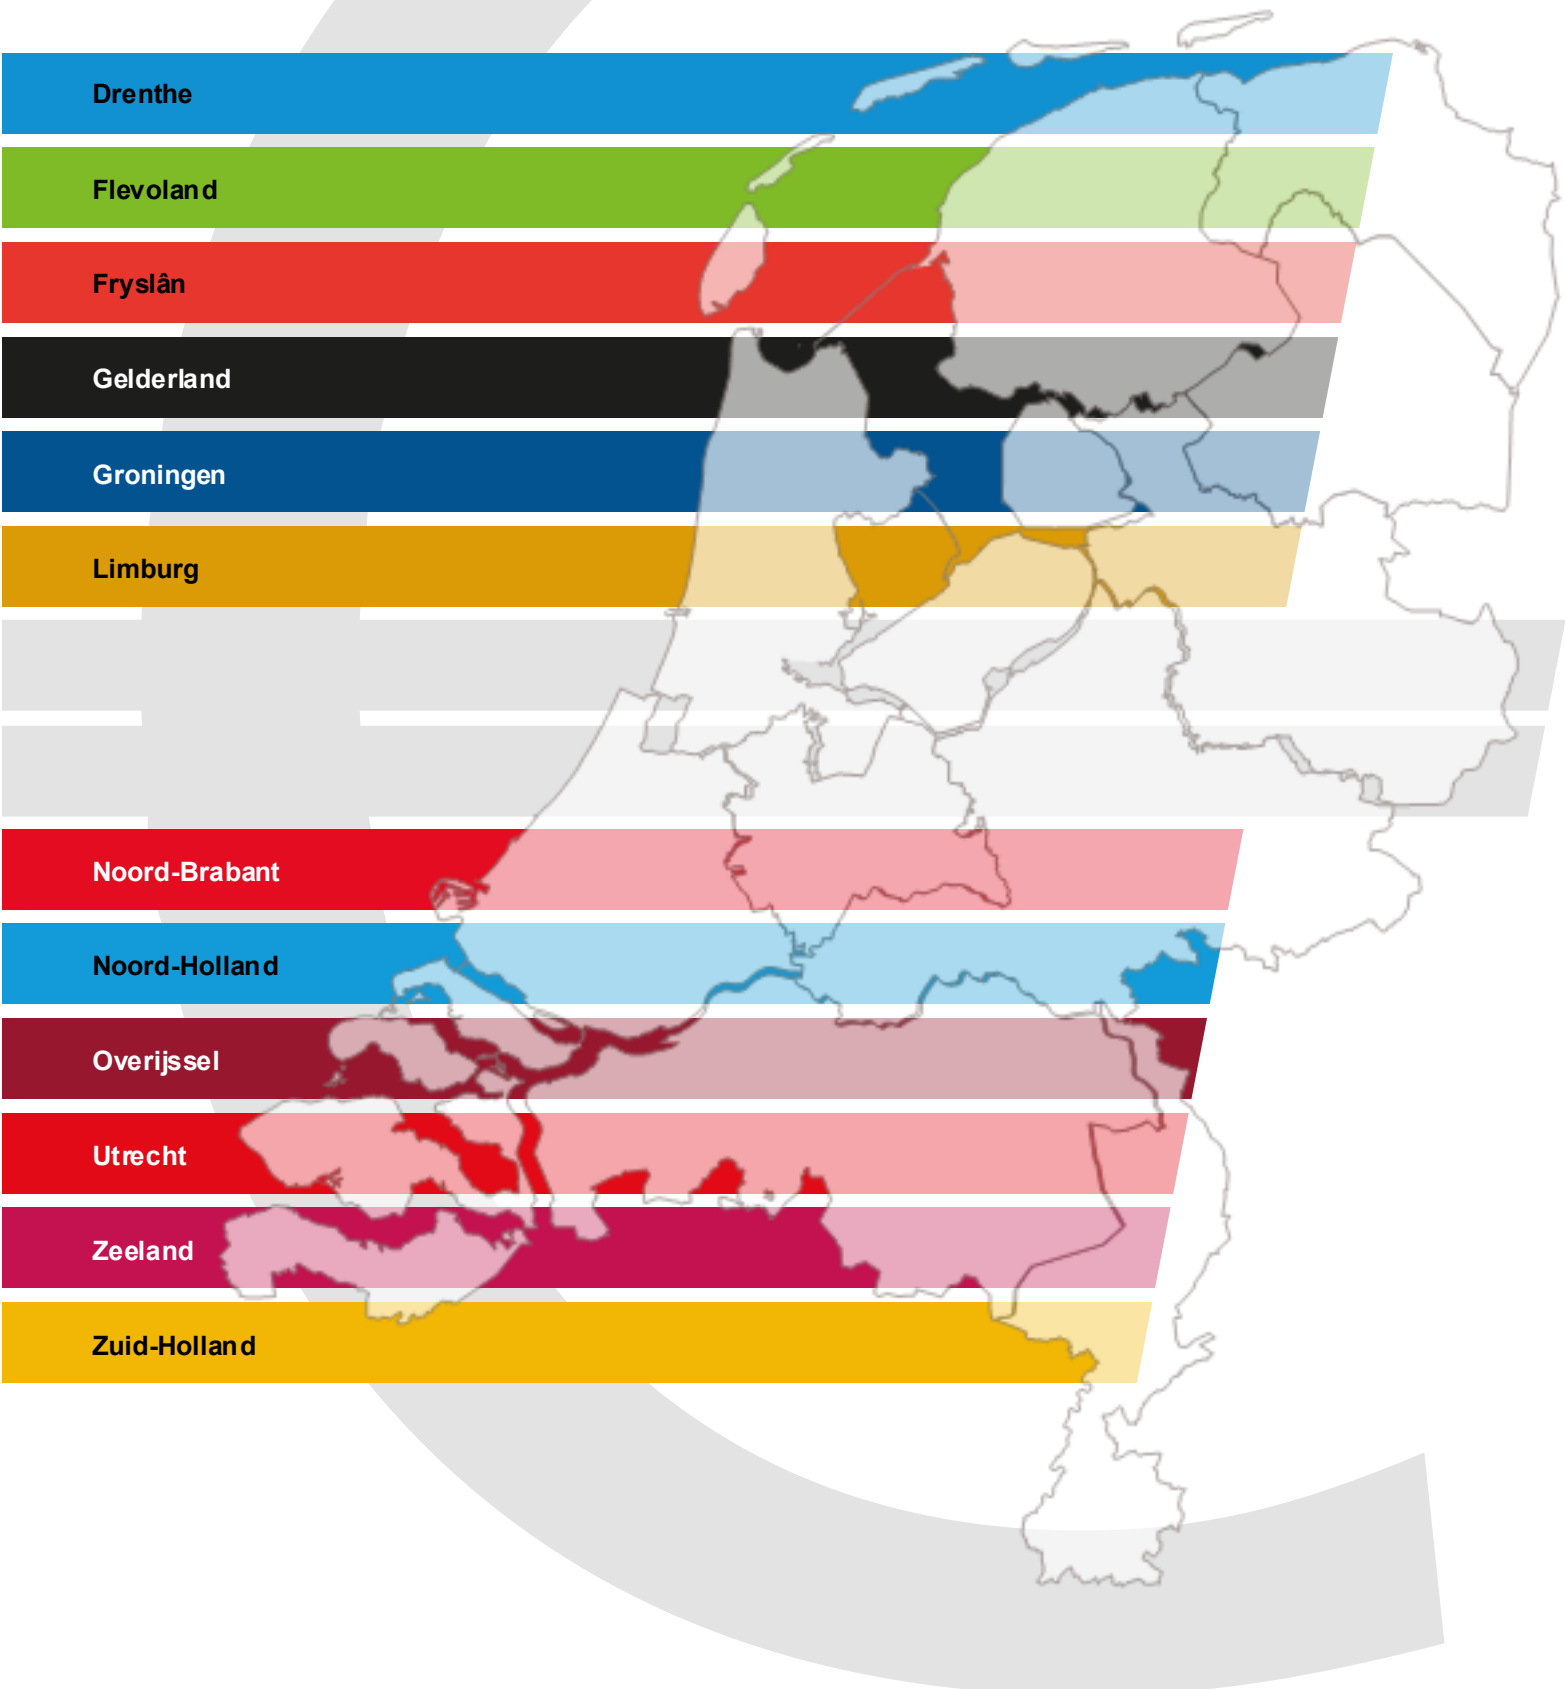 Drenthe
Flevoland
Fryslân
Gelderland
Groningen
Limburg
Noord-Brabant
Noord-Holland
Overijssel
Utrecht
Zeeland
Zuid-Holland